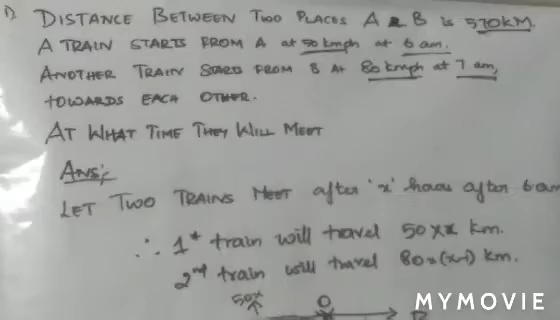 1) DISTANCE BETWEEN TWO PLACES A & B is 570KM.
A TRAIN STARTS FROM A at 50 kmph at 6 am.
ANOTHER TRAIN STARTS FROM B AT 80 kmph at 7 am,
TOWARDS EACH OTHER.
AT WHAT TIME THEY WILL MEET
ANS:
LET TWO TRAINS MEET after 'x' hours after 6 am
∴ 1st train will travel 50×x km.
2nd train will travel 80×(x-1) km.
50x
O
MYMOVIE